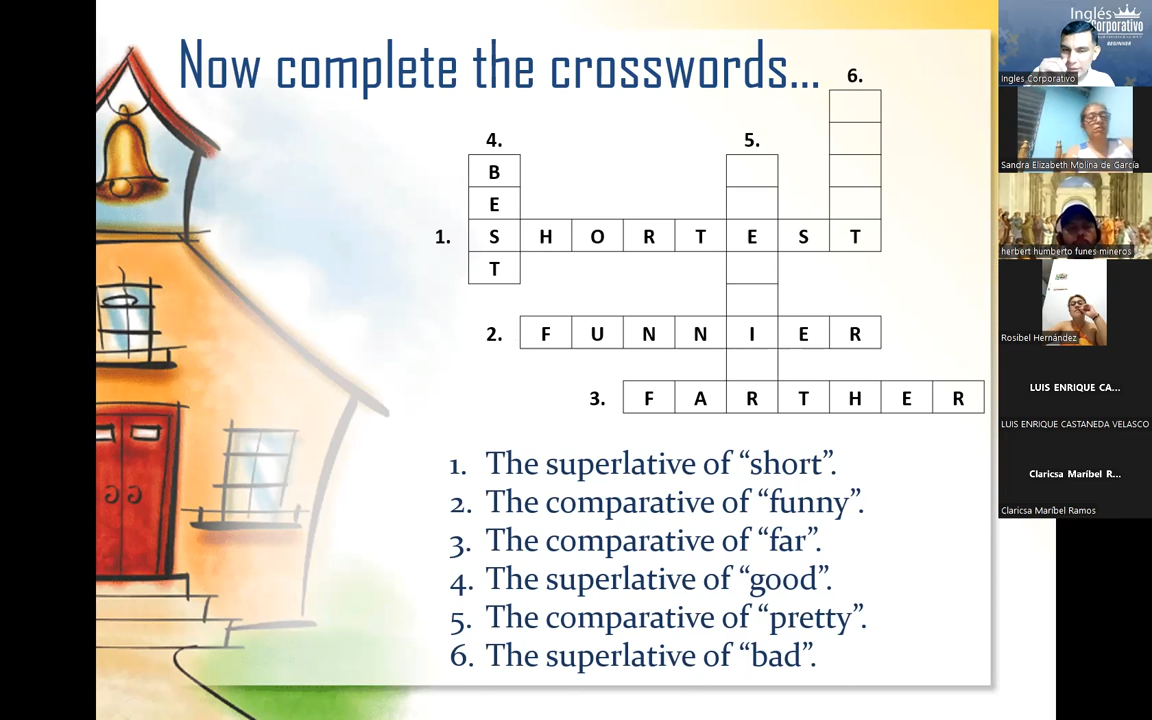 Now complete the crosswords...
6.
4.
5.
B
E
1. S H O R T E S T
T
2. F U N N I E R
3. F A R T H E R
1. The superlative of “short”.
2. The comparative of “funny”.
3. The comparative of “far”.
4. The superlative of “good”.
5. The comparative of “pretty”.
6. The superlative of “bad”.
Inglés
Corporativo
BEGINNER
Ingles Corporativo
Sandra Elizabeth Molina de García
herbert humberto funes mineros
Rosibel Hernández
LUIS ENRIQUE CA...
LUIS ENRIQUE CASTANEDA VELASCO
Claricsa Maríbel R...
Claricsa Maríbel Ramos